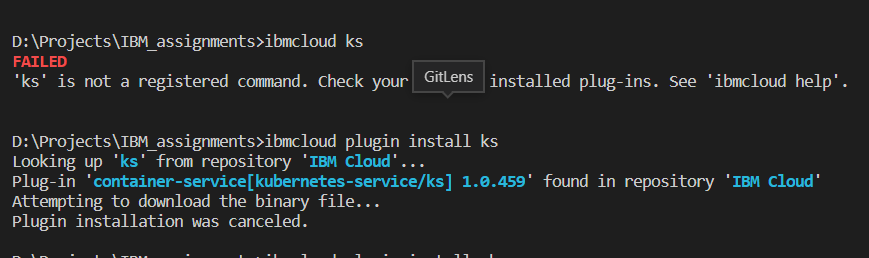 D:\Projects\IBM_assignments>ibmcloud ks
FAILED
'ks' is not a registered command. Check your installed plug-ins. See 'ibmcloud help'.
GitLens
D:\Projects\IBM_assignments>ibmcloud plugin install ks
Looking up 'ks' from repository 'IBM Cloud'...
Plug-in 'container-service[kubernetes-service/ks] 1.0.459' found in repository 'IBM Cloud'
Attempting to download the binary file...
Plugin installation was canceled.